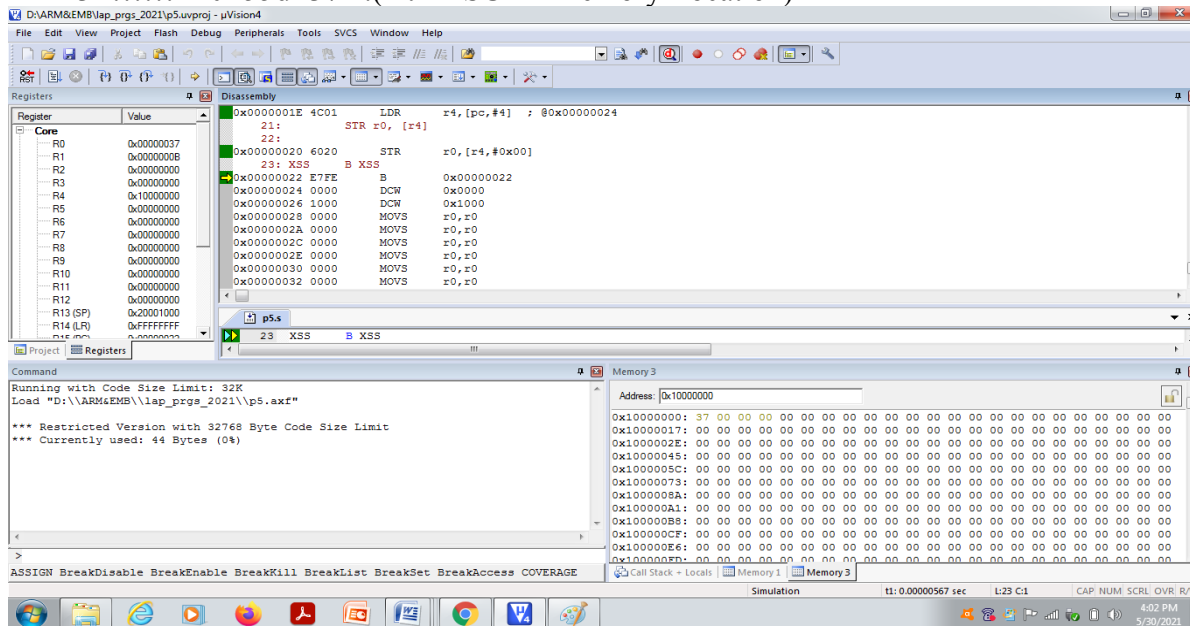 D:\ARM&EMB\lap_prgs_2021\p5.uvproj - µVision4
File Edit View Project Flash Debug Peripherals Tools SVCS Window Help
Registers
Register Value
Core
R0 0x00000037
R1 0x0000000B
R2 0x00000000
R3 0x00000000
R4 0x10000000
R5 0x00000000
R6 0x00000000
R7 0x00000000
R8 0x00000000
R9 0x00000000
R10 0x00000000
R11 0x00000000
R12 0x00000000
R13 (SP) 0x20001000
R14 (LR) 0xFFFFFFFF
Project Registers
Disassembly
0x0000001E 4C01 LDR r4,[pc,#4] ; @0x00000024
21: STR r0, [r4]
22:
0x00000020 6020 STR r0,[r4,#0x00]
23: XSS B XSS
0x00000022 E7FE B 0x00000022
0x00000024 0000 DCW 0x0000
0x00000026 1000 DCW 0x1000
0x00000028 0000 MOVS r0,r0
0x0000002A 0000 MOVS r0,r0
0x0000002C 0000 MOVS r0,r0
0x0000002E 0000 MOVS r0,r0
0x00000030 0000 MOVS r0,r0
0x00000032 0000 MOVS r0,r0
p5.s
23 XSS B XSS
Command
Running with Code Size Limit: 32K
Load "D:\\ARM&EMB\\lap_prgs_2021\\p5.axf"
*** Restricted Version with 32768 Byte Code Size Limit
*** Currently used: 44 Bytes (0%)
>
ASSIGN BreakDisable BreakEnable BreakKill BreakList BreakSet BreakAccess COVERAGE
Memory 3
Address: 0x10000000
0x10000000: 37 00 00 00 00 00 00 00 00 00 00 00 00 00 00 00 00 00 00 00 00 00 00
0x10000017: 00 00 00 00 00 00 00 00 00 00 00 00 00 00 00 00 00 00 00 00 00 00 00
0x1000002E: 00 00 00 00 00 00 00 00 00 00 00 00 00 00 00 00 00 00 00 00 00 00 00
0x10000045: 00 00 00 00 00 00 00 00 00 00 00 00 00 00 00 00 00 00 00 00 00 00 00
0x1000005C: 00 00 00 00 00 00 00 00 00 00 00 00 00 00 00 00 00 00 00 00 00 00 00
0x10000073: 00 00 00 00 00 00 00 00 00 00 00 00 00 00 00 00 00 00 00 00 00 00 00
0x1000008A: 00 00 00 00 00 00 00 00 00 00 00 00 00 00 00 00 00 00 00 00 00 00 00
0x100000A1: 00 00 00 00 00 00 00 00 00 00 00 00 00 00 00 00 00 00 00 00 00 00 00
0x100000B8: 00 00 00 00 00 00 00 00 00 00 00 00 00 00 00 00 00 00 00 00 00 00 00
0x100000CF: 00 00 00 00 00 00 00 00 00 00 00 00 00 00 00 00 00 00 00 00 00 00 00
0x100000E6: 00 00 00 00 00 00 00 00 00 00 00 00 00 00 00 00 00 00 00 00 00 00 00
Call Stack + Locals Memory 1 Memory 3
Simulation t1: 0.00000567 sec L:23 C:1 CAP NUM SCRL OVR R/
4:02 PM
5/30/2021